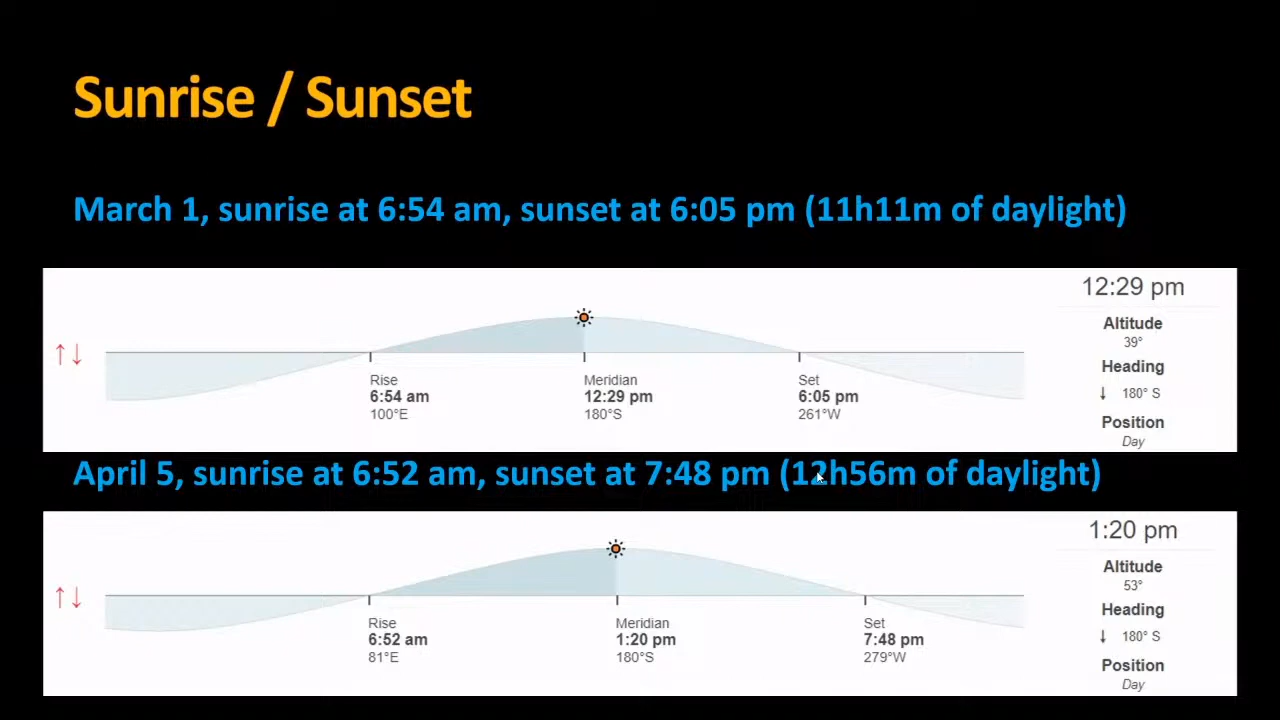 Sunrise / Sunset
March 1, sunrise at 6:54 am, sunset at 6:05 pm (11h11m of daylight)
12:29 pm
Altitude
39°
Heading
↓ 180° S
Position
Day
↑↓
Rise
6:54 am
100°E
Meridian
12:29 pm
180°S
Set
6:05 pm
261°W
April 5, sunrise at 6:52 am, sunset at 7:48 pm (12h56m of daylight)
1:20 pm
Altitude
53°
Heading
↓ 180° S
Position
Day
↑↓
Rise
6:52 am
81°E
Meridian
1:20 pm
180°S
Set
7:48 pm
279°W